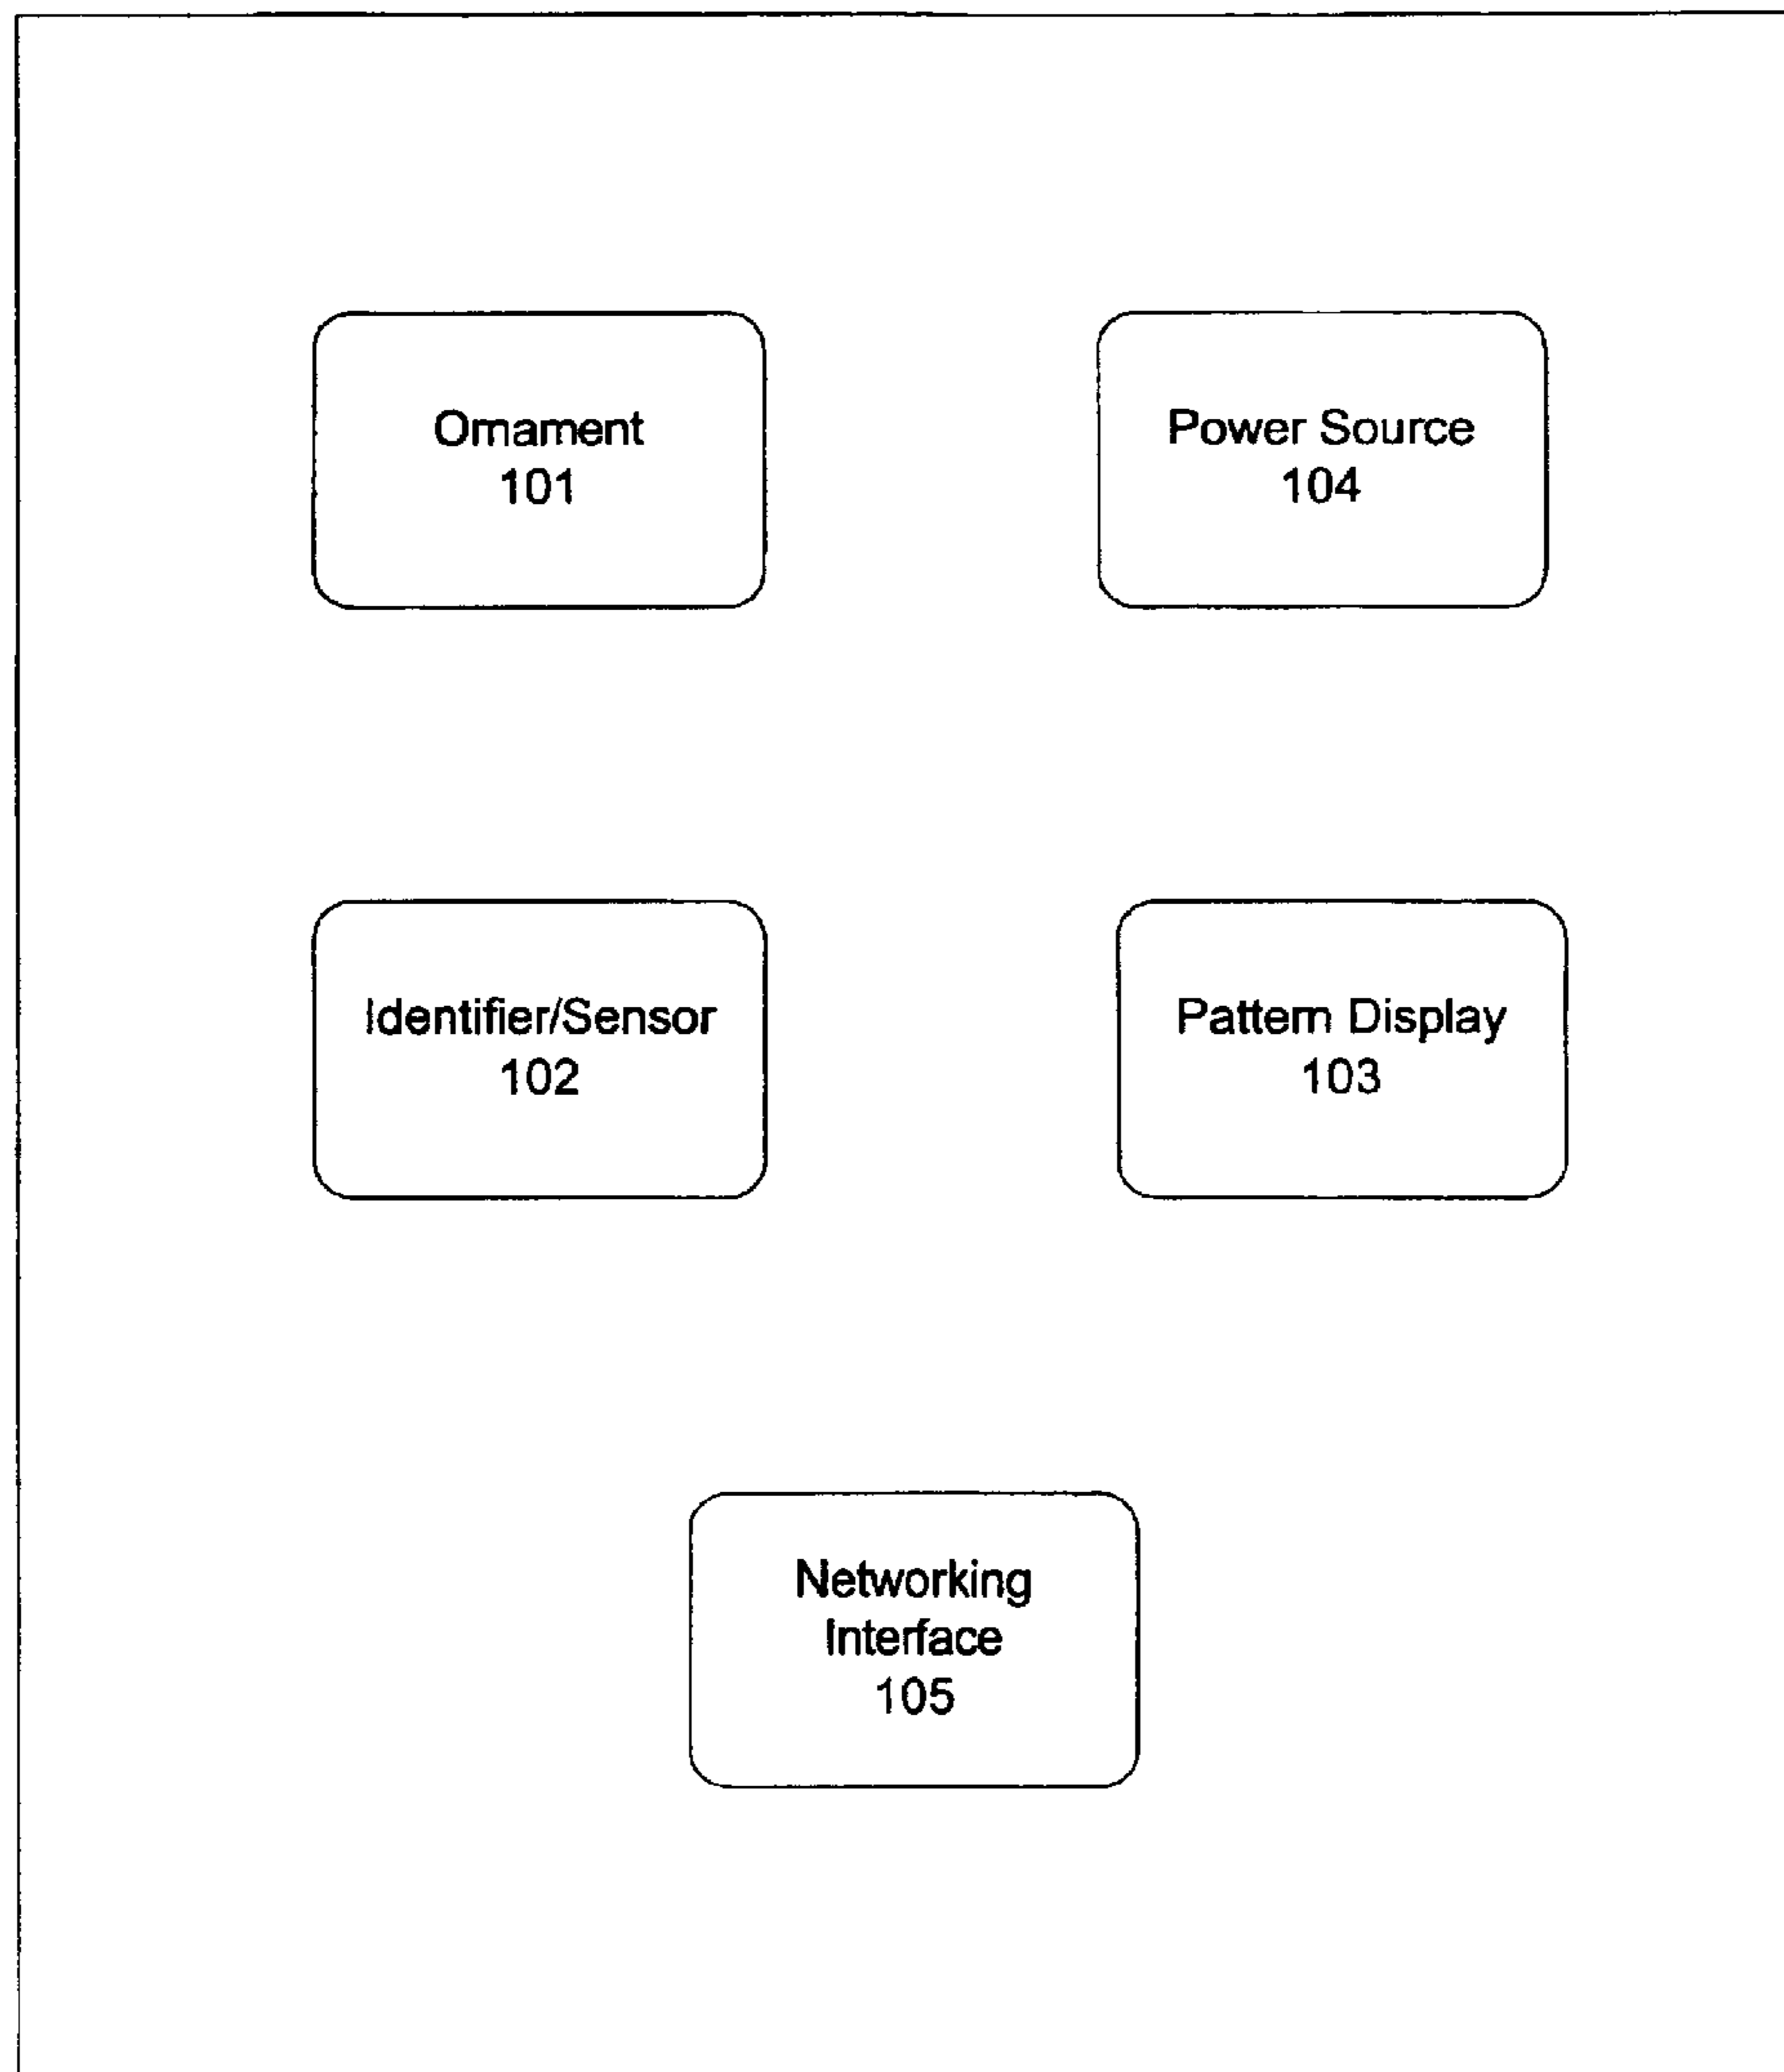 Ornament
101
Power Source
104
Identifier/Sensor
102
Pattern Display
103
Networking
Interface
105